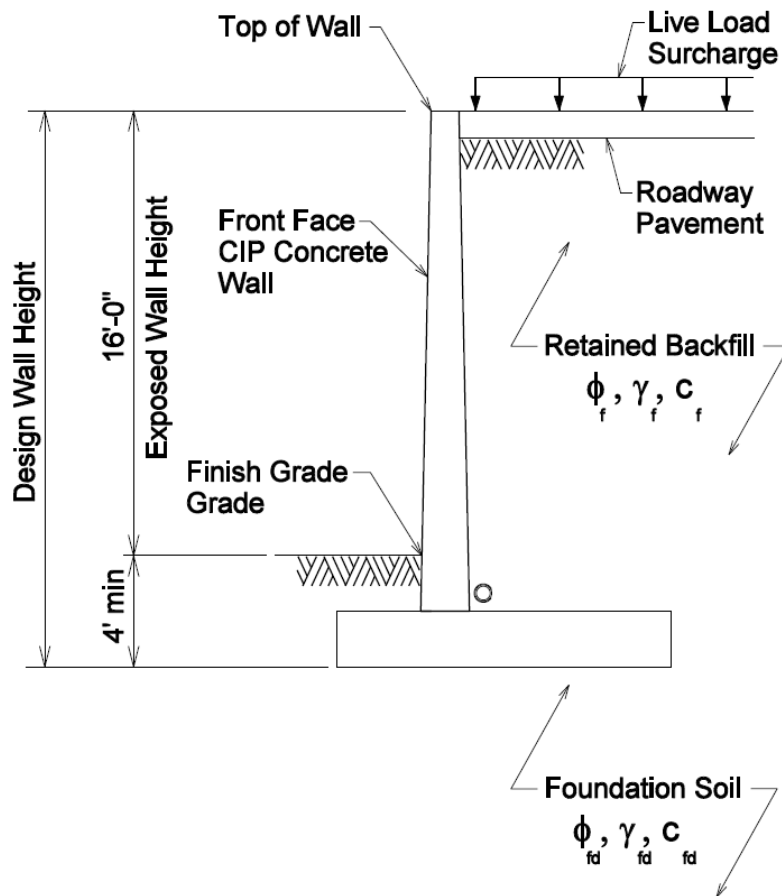 Top of Wall
Live Load
Surcharge
Roadway
Pavement
Front Face
CIP Concrete
Wall
Design Wall Height
16'-0"
Exposed Wall Height
Retained Backfill
ϕf , γf , cf
Finish Grade
Grade
4' min
Foundation Soil
ϕfd , γfd , cfd